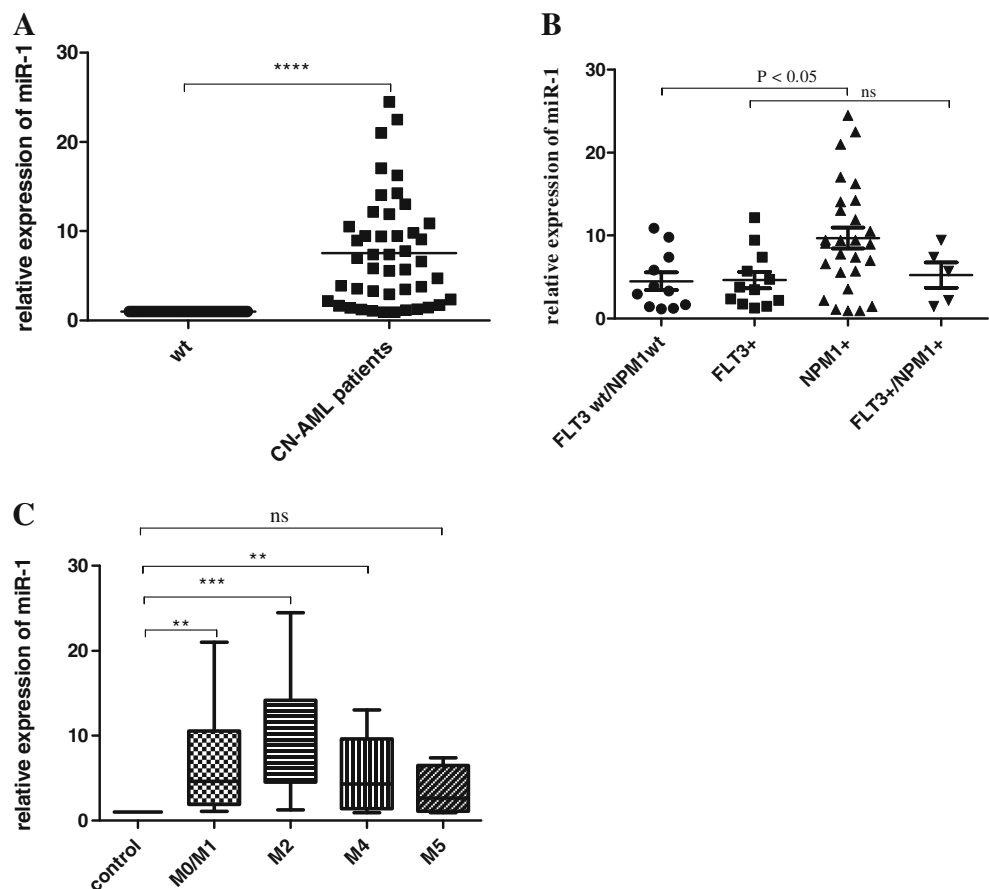 A
relative expression of miR-1
30
20
10
0
****
wt
CN-AML patients
B
relative expression of miR-1
30
20
10
0
P < 0.05
ns
FLT3 wt/NPM1wt
FLT3+
NPM1+
FLT3+/NPM1+
C
relative expression of miR-1
30
20
10
0
ns
**
***
**
control
M0/M1
M2
M4
M5